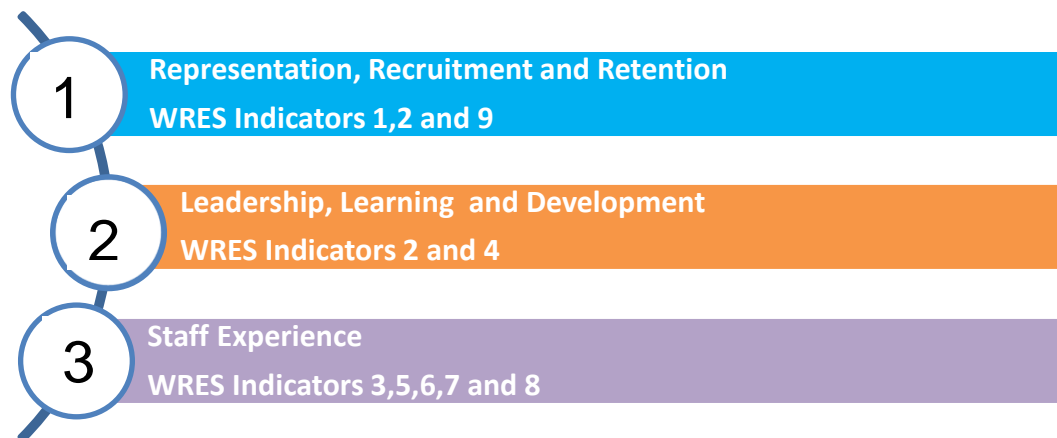 1
Representation, Recruitment and Retention
WRES Indicators 1,2 and 9
2
Leadership, Learning  and Development
WRES Indicators 2 and 4
3
Staff Experience
WRES Indicators 3,5,6,7 and 8